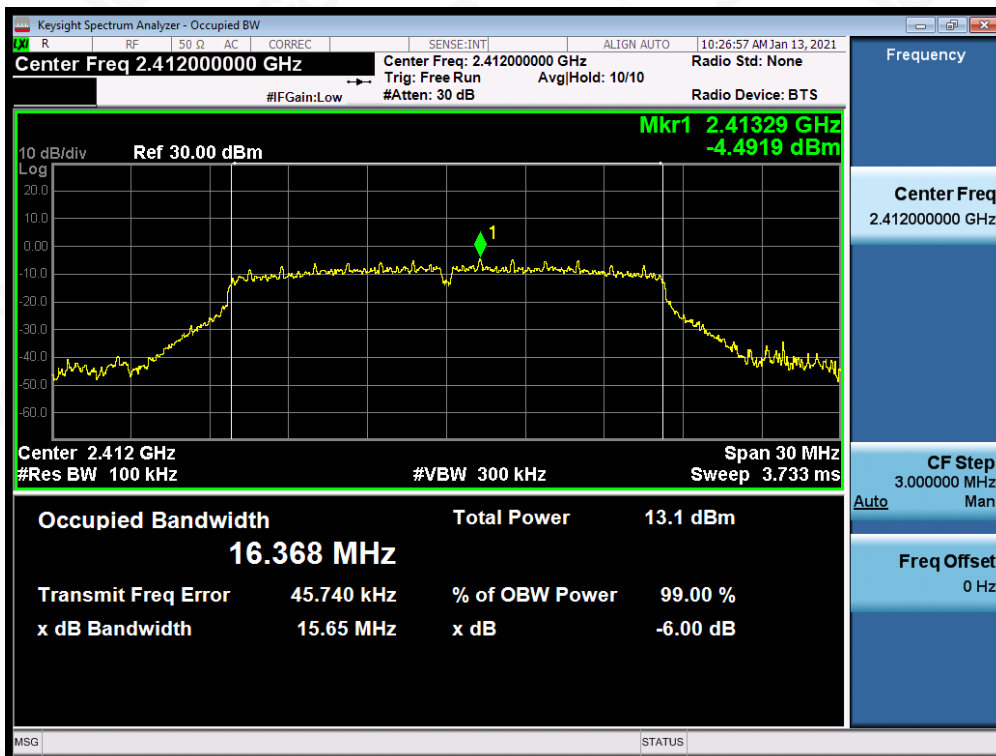 Keysight Spectrum Analyzer - Occupied BW
LXI R RF 50 Ω AC CORREC SENSE:INT ALIGN AUTO 10:26:57 AM Jan 13, 2021
Center Freq 2.412000000 GHz Center Freq: 2.412000000 GHz Radio Std: None
Trig: Free Run Avg|Hold: 10/10
#IFGain:Low #Atten: 30 dB Radio Device: BTS
Mkr1 2.41329 GHz
10 dB/div Ref 30.00 dBm -4.4919 dBm
Log
20.0
10.0
0.00
1
-10.0
-20.0
-30.0
-40.0
-50.0
-60.0
Center 2.412 GHz Span 30 MHz
#Res BW 100 kHz #VBW 300 kHz Sweep 3.733 ms
Occupied Bandwidth Total Power 13.1 dBm
16.368 MHz
Transmit Freq Error 45.740 kHz % of OBW Power 99.00 %
x dB Bandwidth 15.65 MHz x dB -6.00 dB
Frequency
Center Freq
2.412000000 GHz
CF Step
3.000000 MHz
Auto Man
Freq Offset
0 Hz
MSG STATUS